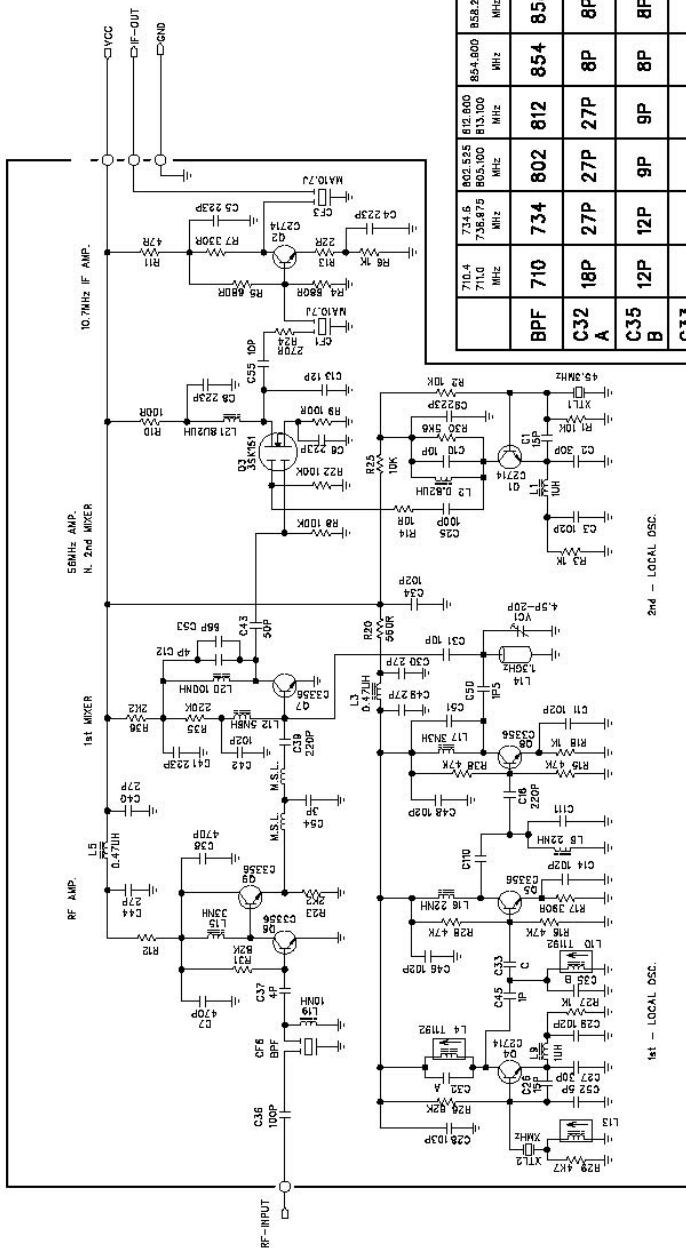 VCC
IF-OUT
GND
RF-INPUT
RF AMP.
1st MIXER
56MHz AMP.
N. 2nd MIXER
10.7MHz IF AMP.
L5
0.47UH
C44
27P
C40
27P
R12
C7
470P
R31
82K
L15
33NH
C38
470P
Q9
C3356
Q6
C3356
R23
2K2
C36
100P
CF6
BPF
L19
10NH
C37
4P
M.S.L.
M.S.L.
C54
3P
C39
220P
R36
2K2
R35
220K
C41 223P
C42
102P
L12 5N6H
L20 100NH
C12 4P
C53 66P
Q7
C3356
C43
50P
R8 100K
R22 100K
Q3
3SK151
R10
100R
L21 8U2UH
C8 223P
C6 223P
R9 100R
C13 12P
C55 10P
R24
270R
CF1
MA10.7J
R11
47R
R5 680R
R4 680R
R7 330R
C5 223P
Q2
C2714
R13
22R
R6 1K
C4 223P
CF3
MA10.7J
C28 103P
R26 82K
C32
A
L4 T1192
XTL2
XMHz
R29 4K7
L13
Q4
C2714
C26
15P
C52 5P
C27 30P
L9
1UH
C29 102P
R27 1K
C45
1P
C33
C
C35 B
L10
T1192
C46 102P
R28 47K
R16 47K
L16 22NH
Q5
C3356
R17 390R
C14 102P
C110
L6 22NH
C111
C16
220P
C48 102P
R38 47K
R15 47K
L17 3N3H
C51
Q8
C3356
R18 1K
C11 102P
C50
1P5
L14
1.3GHz
VC1
4.5P-20P
C31 10P
L3
0.47UH
C49 27P
C30 27P
R20
560R
C34
102P
R14
10R
C25
100P
R25
10K
L2 0.82UH
C10
10P
R30 5K6
C9 223P
R2 10K
Q1
C2714
XTL1
45.3MHz
C1
15P
R1 10K
C2 30P
L1
1UH
C3 102P
R3 1K
1st - LOCAL OSC.
2nd - LOCAL OSC.
710.4
711.0
MHz
734.6
736.875
MHz
802.525
805.100
MHz
812.600
813.100
MHz
854.900
MHz
858.2
MHz
BPF 710 734 802 812 854 85
C32
A
18P 27P 27P 27P 8P 8P
C35
B
12P 12P 9P 9P 8P 8P
C33